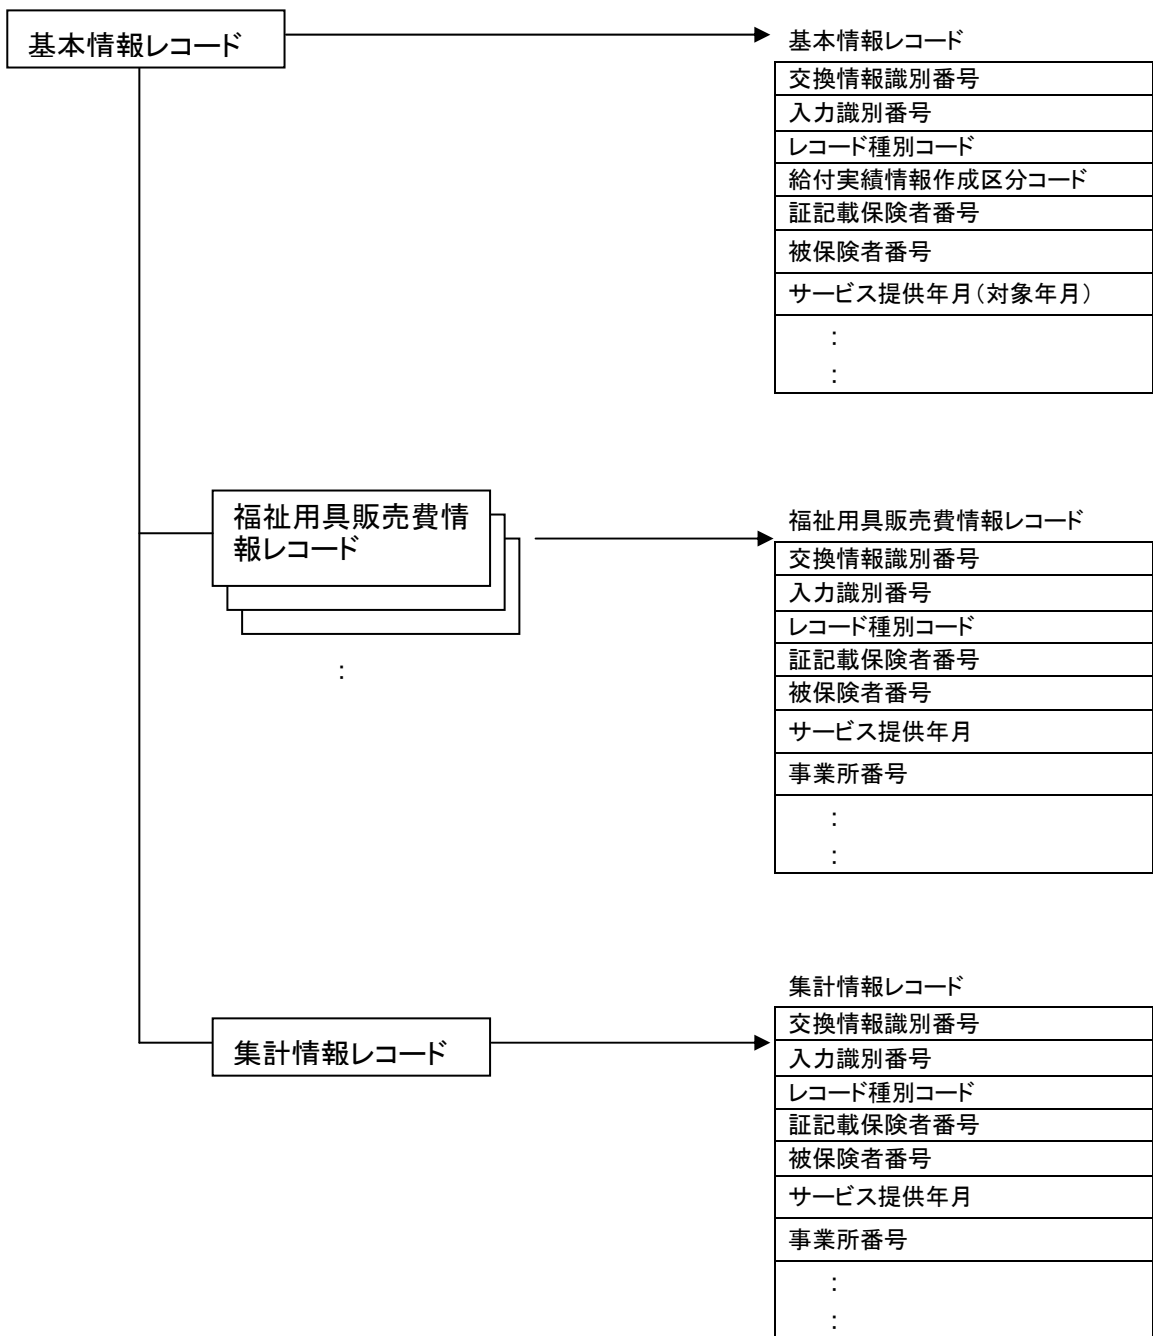 基本情報レコード
基本情報レコード
交換情報識別番号
入力識別番号
レコード種別コード
給付実績情報作成区分コード
証記載保険者番号
被保険者番号
サービス提供年月(対象年月)
:
:
福祉用具販売費情
報レコード
:
福祉用具販売費情報レコード
交換情報識別番号
入力識別番号
レコード種別コード
証記載保険者番号
被保険者番号
サービス提供年月
事業所番号
:
:
集計情報レコード
集計情報レコード
交換情報識別番号
入力識別番号
レコード種別コード
証記載保険者番号
被保険者番号
サービス提供年月
事業所番号
:
: